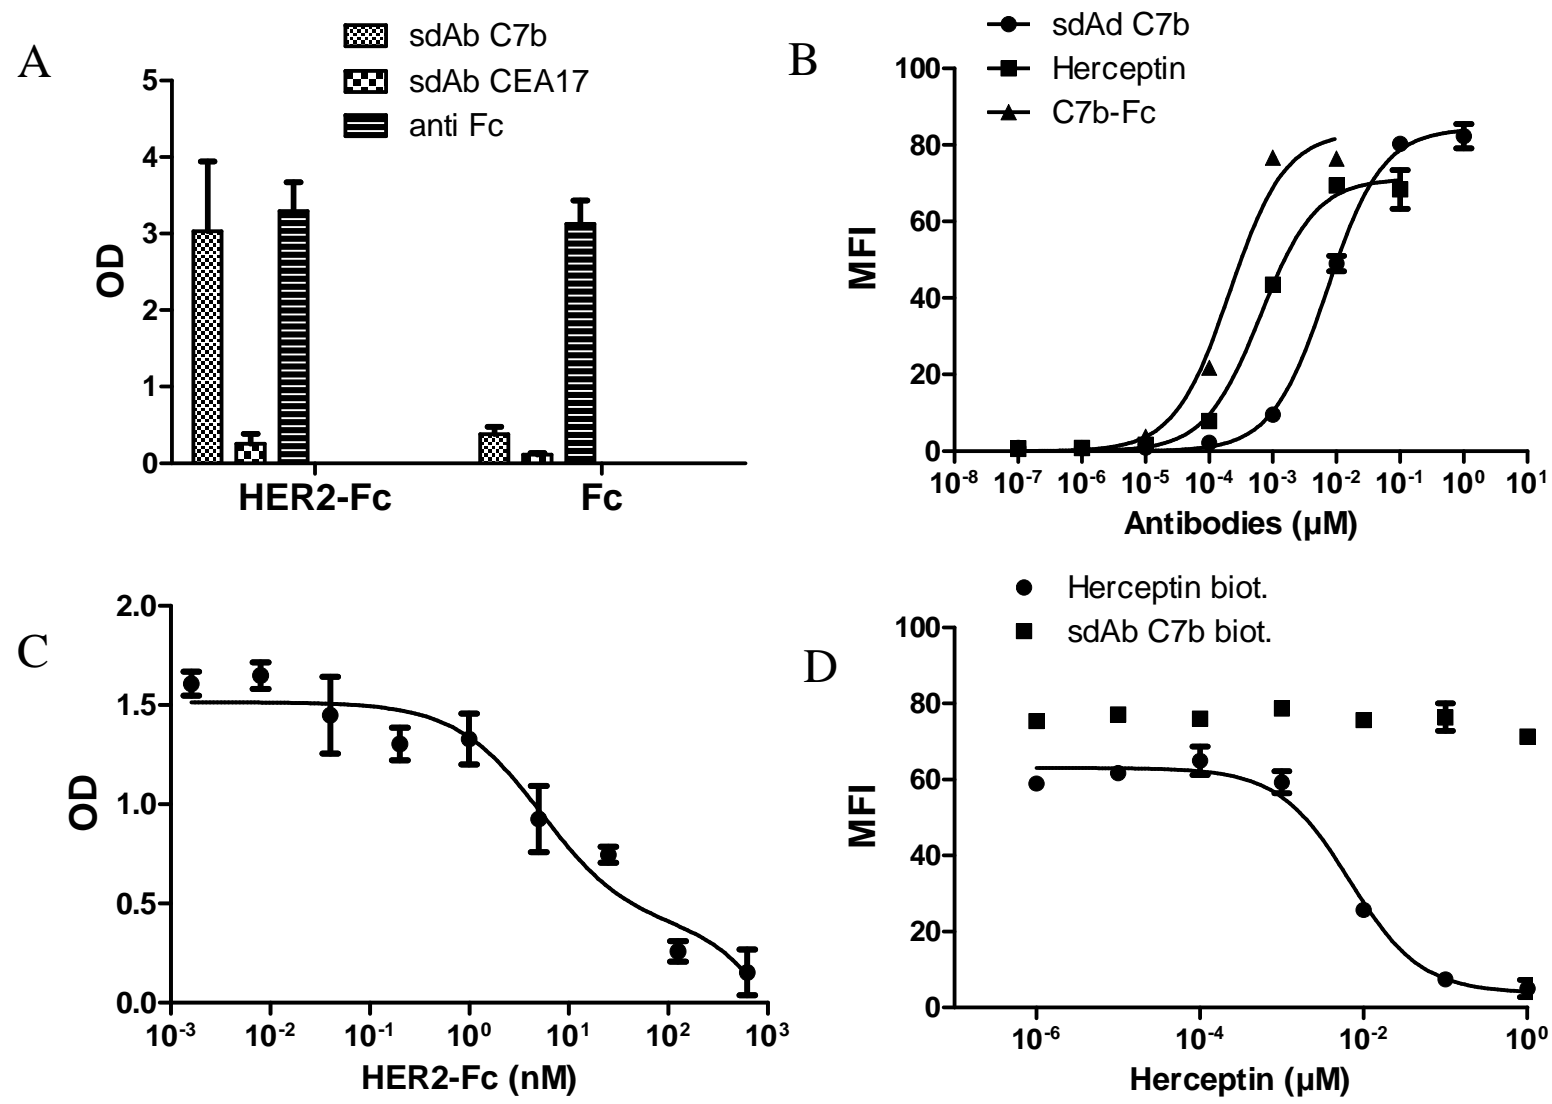 A
sdAb C7b
sdAb CEA17
anti Fc
5
4
3
2
1
0
OD
HER2-Fc
Fc
B
sdAd C7b
Herceptin
C7b-Fc
100
80
60
40
20
0
MFI
10-8 10-7 10-6 10-5 10-4 10-3 10-2 10-1 100 101
Antibodies (µM)
C
2.0
1.5
1.0
0.5
0.0
OD
10-3 10-2 10-1 100 101 102 103
HER2-Fc (nM)
D
Herceptin biot.
sdAb C7b biot.
100
80
60
40
20
0
MFI
10-6 10-4 10-2 100
Herceptin (µM)